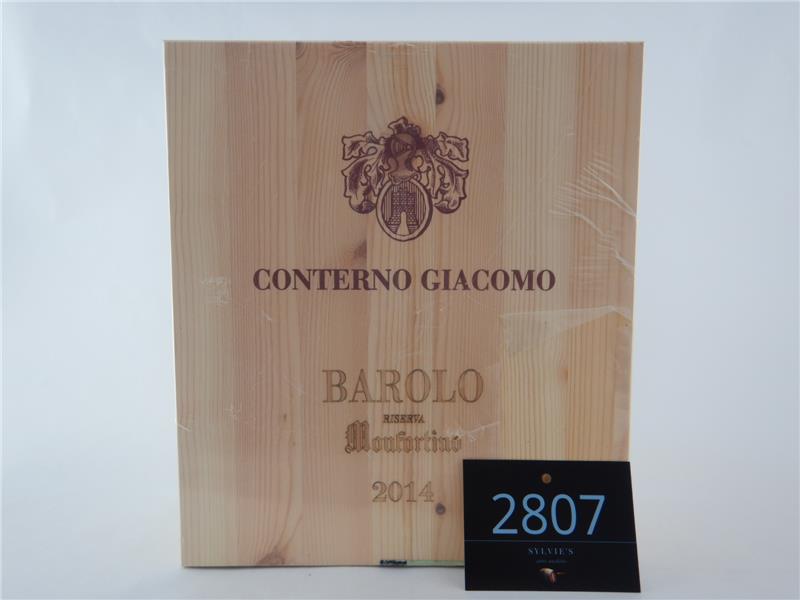 CONTERNO GIACOMO
BAROLO
RISERVA
Monfortino
2014
2807
SYLVIE'S